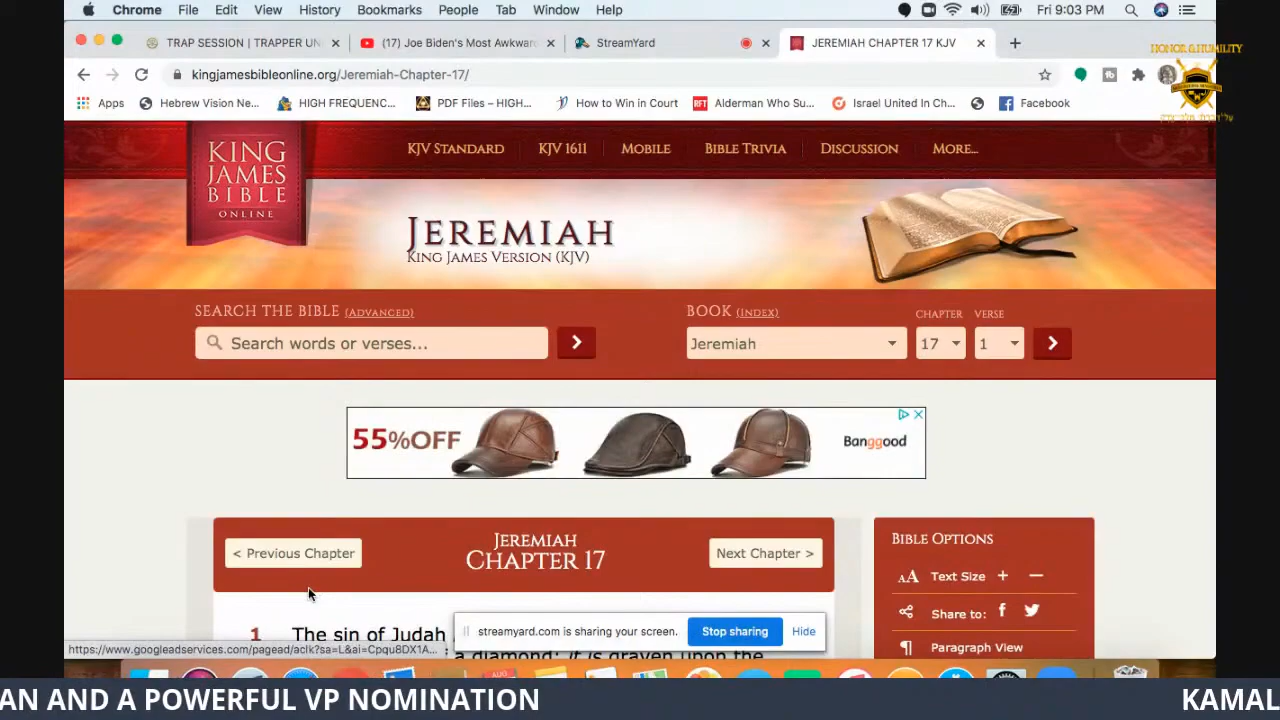 Chrome File Edit View History Bookmarks People Tab Window Help Fri 9:03 PM
TRAP SESSION | TRAPPER UN (17) Joe Biden's Most Awkwar StreamYard JEREMIAH CHAPTER 17 KJV
HONOR & HUMILITY
kingjamesbibleonline.org/Jeremiah-Chapter-17/
Apps Hebrew Vision Ne... HIGH FREQUENC... PDF Files – HIGH... How to Win in Court RFT Alderman Who Su... Israel United In Ch... Facebook
KING
JAMES
BIBLE
ONLINE
KJV STANDARD KJV 1611 MOBILE BIBLE TRIVIA DISCUSSION MORE...
JEREMIAH
KING JAMES VERSION (KJV)
SEARCH THE BIBLE (ADVANCED) BOOK (INDEX) CHAPTER VERSE
Search words or verses... Jeremiah 17 1
55%OFF Banggood
< Previous Chapter JEREMIAH
CHAPTER 17 Next Chapter >
BIBLE OPTIONS
AA Text Size + —
Share to:
Paragraph View
1 The sin of Judah
a diamond: it is graven upon the
streamyard.com is sharing your screen. Stop sharing Hide
https://www.googleadservices.com/pagead/aclk?sa=L&ai=Cpqu8DX1A...
AN AND A POWERFUL VP NOMINATION KAMAL